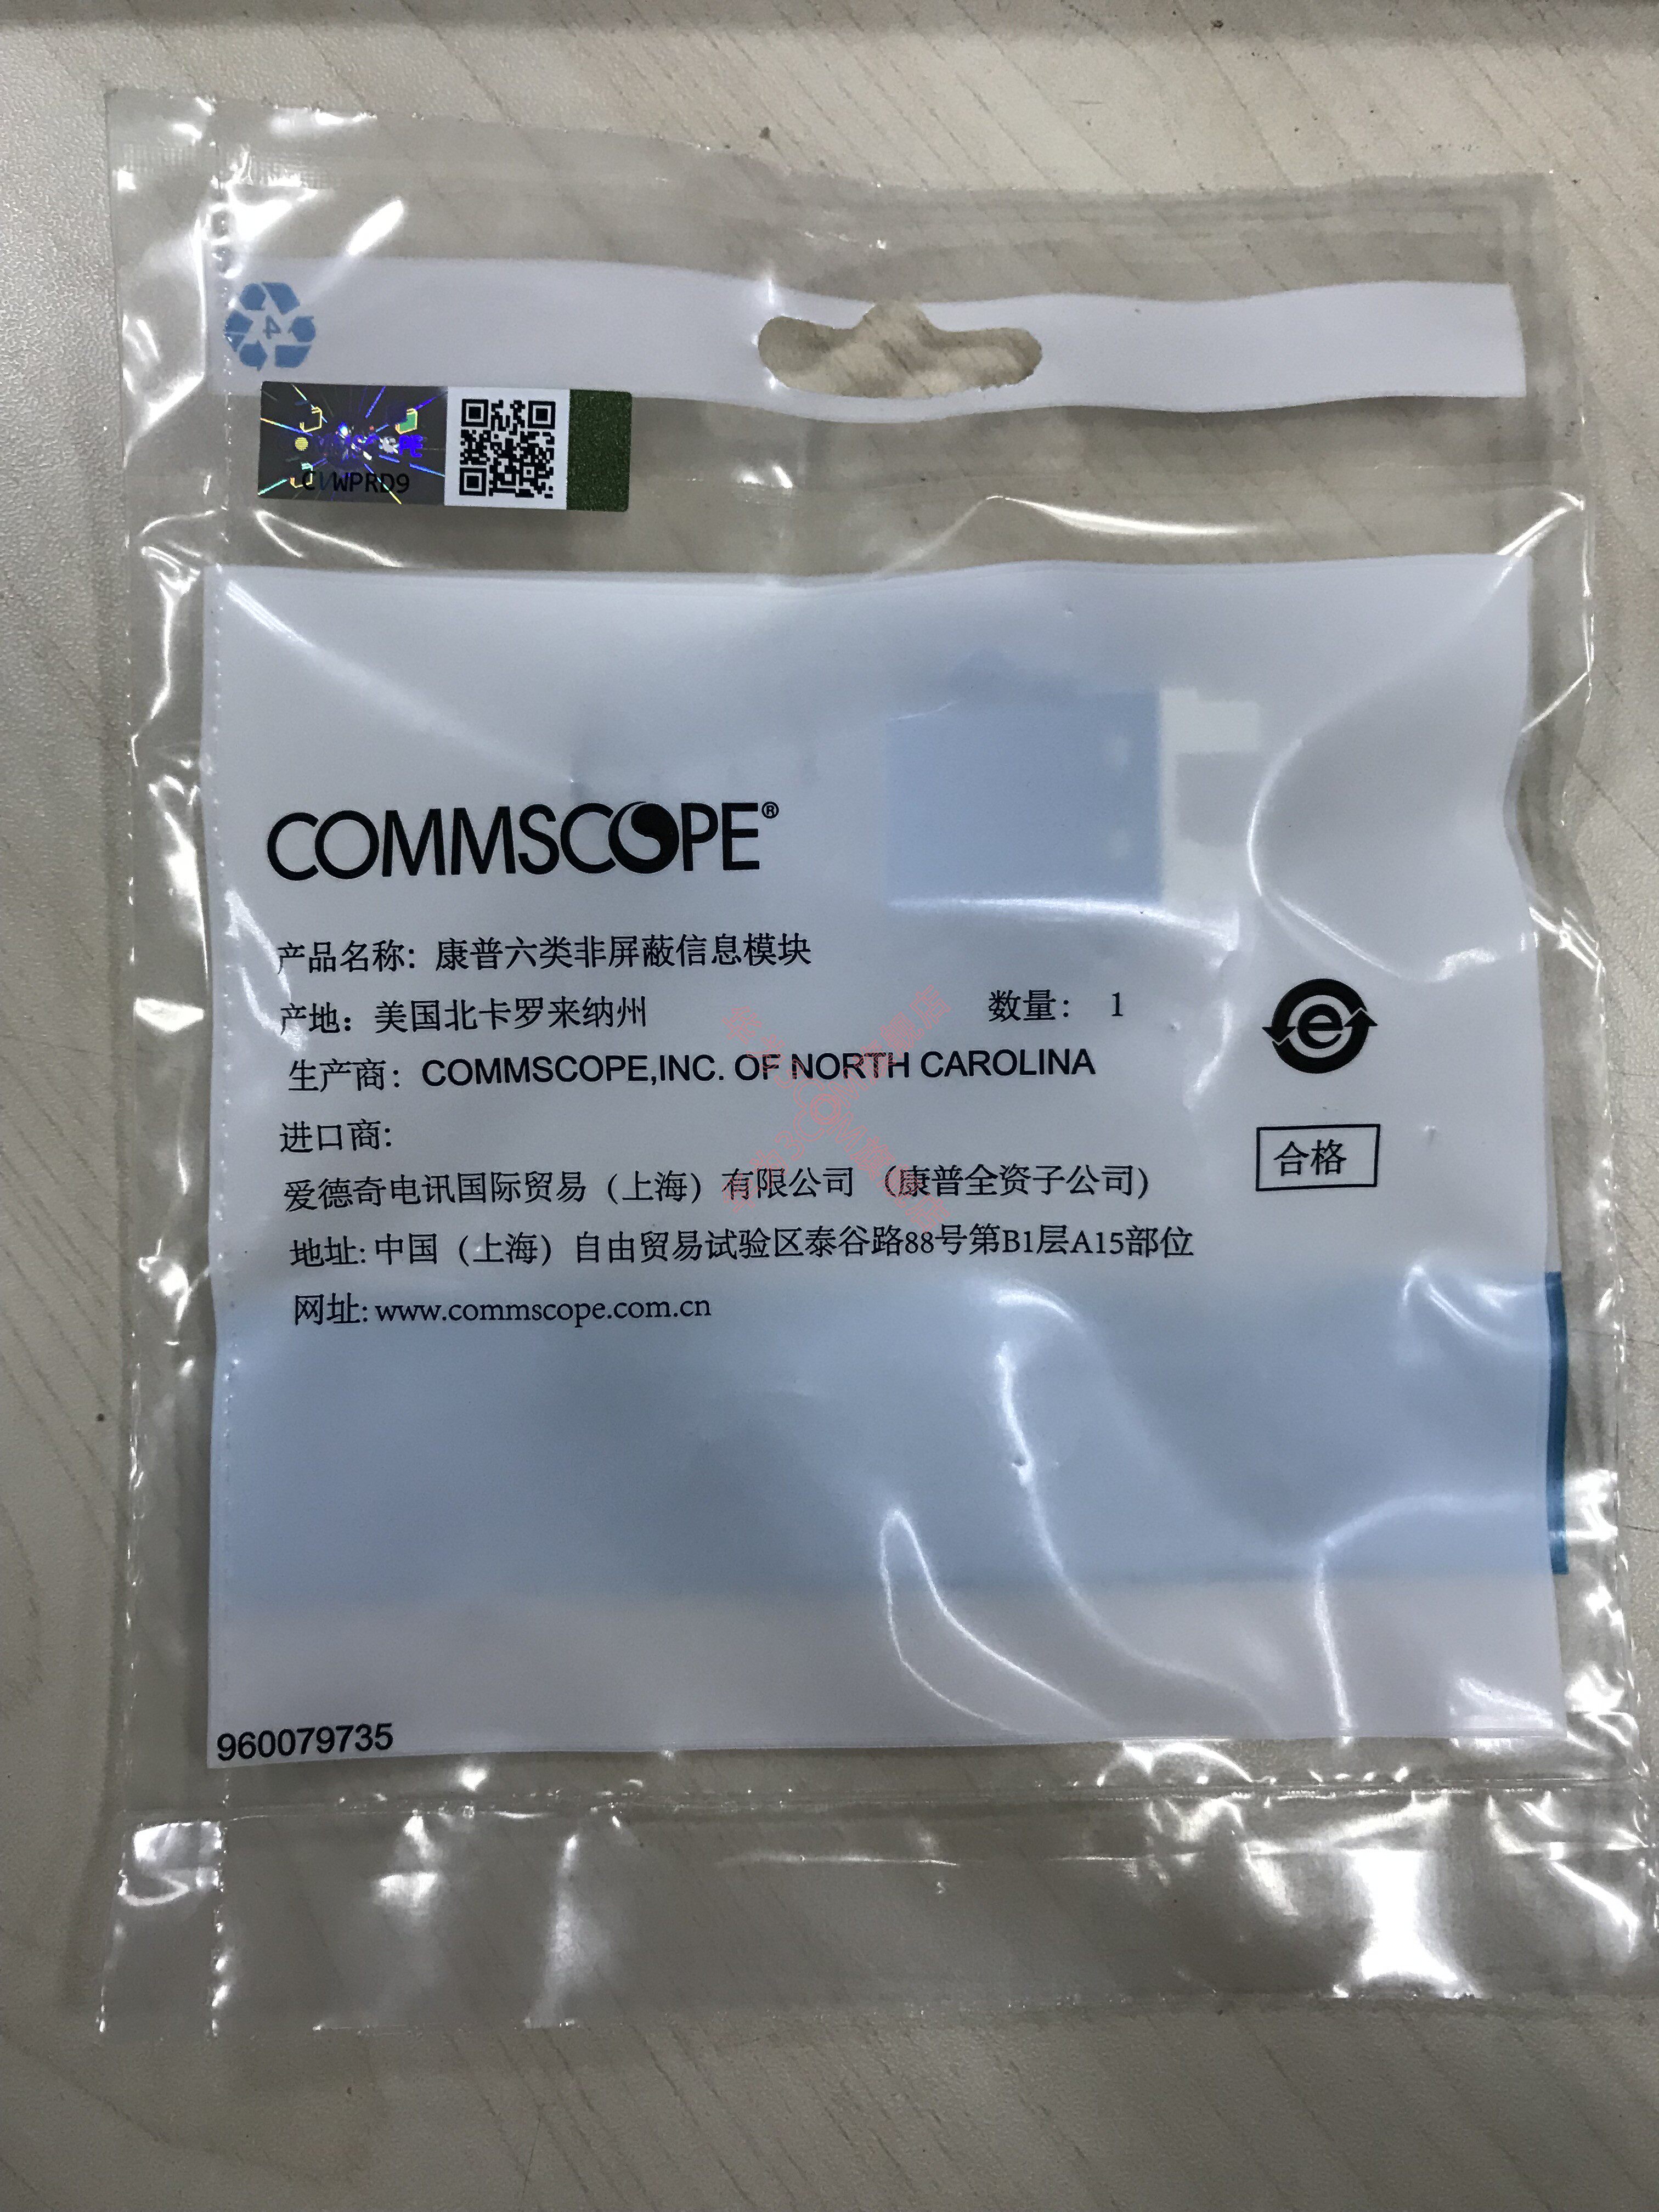 4
COMMSCOPE
CVWPRD9
COMMSCOPE®
产品名称: 康普六类非屏蔽信息模块
产地: 美国北卡罗来纳州 数量: 1
生产商: COMMSCOPE,INC. OF NORTH CAROLINA
进口商:
爱德奇电讯国际贸易（上海）有限公司 （康普全资子公司)
地址: 中国（上海）自由贸易试验区泰谷路88号第B1层A15部位
网址: www.commscope.com.cn
e
合格
960079735